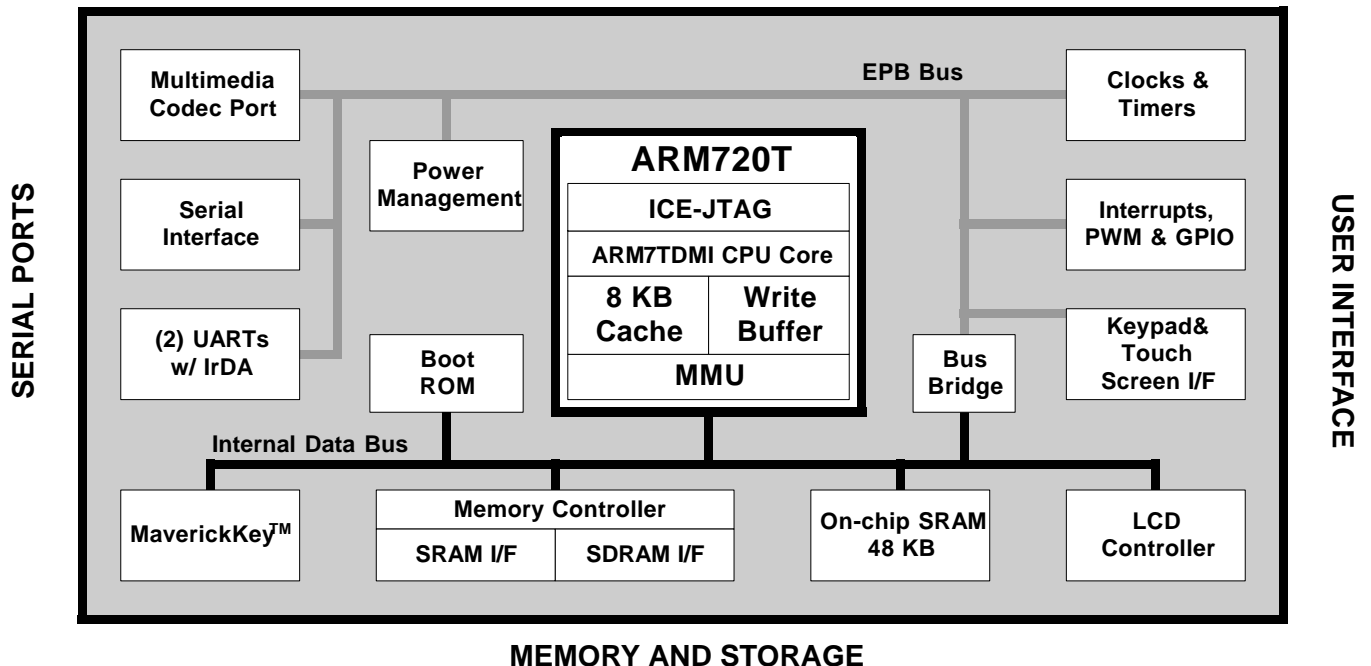 EPB Bus
Multimedia
Codec Port
Clocks &
Timers
Power
Management
ARM720T
ICE-JTAG
ARM7TDMI CPU Core
8 KB
Cache
Write
Buffer
MMU
Serial
Interface
Interrupts,
PWM & GPIO
(2) UARTs
w/ IrDA
Boot
ROM
Bus
Bridge
Keypad&
Touch
Screen I/F
Internal Data Bus
MaverickKey™
Memory Controller
SRAM I/F
SDRAM I/F
On-chip SRAM
48 KB
LCD
Controller
SERIAL PORTS
USER INTERFACE
MEMORY AND STORAGE